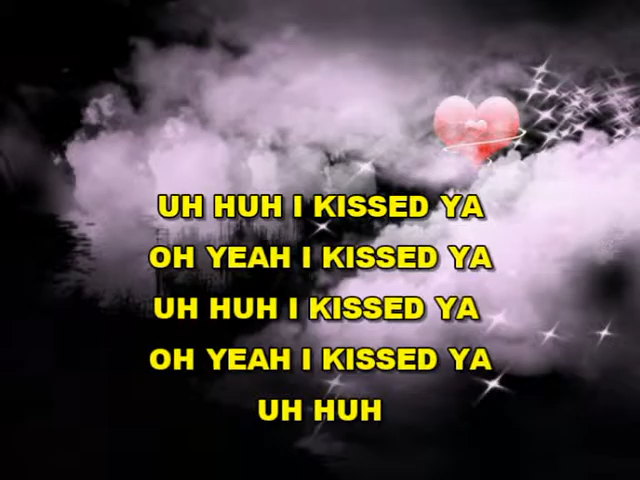 UH HUH I KISSED YA
OH YEAH I KISSED YA
UH HUH I KISSED YA
OH YEAH I KISSED YA
UH HUH